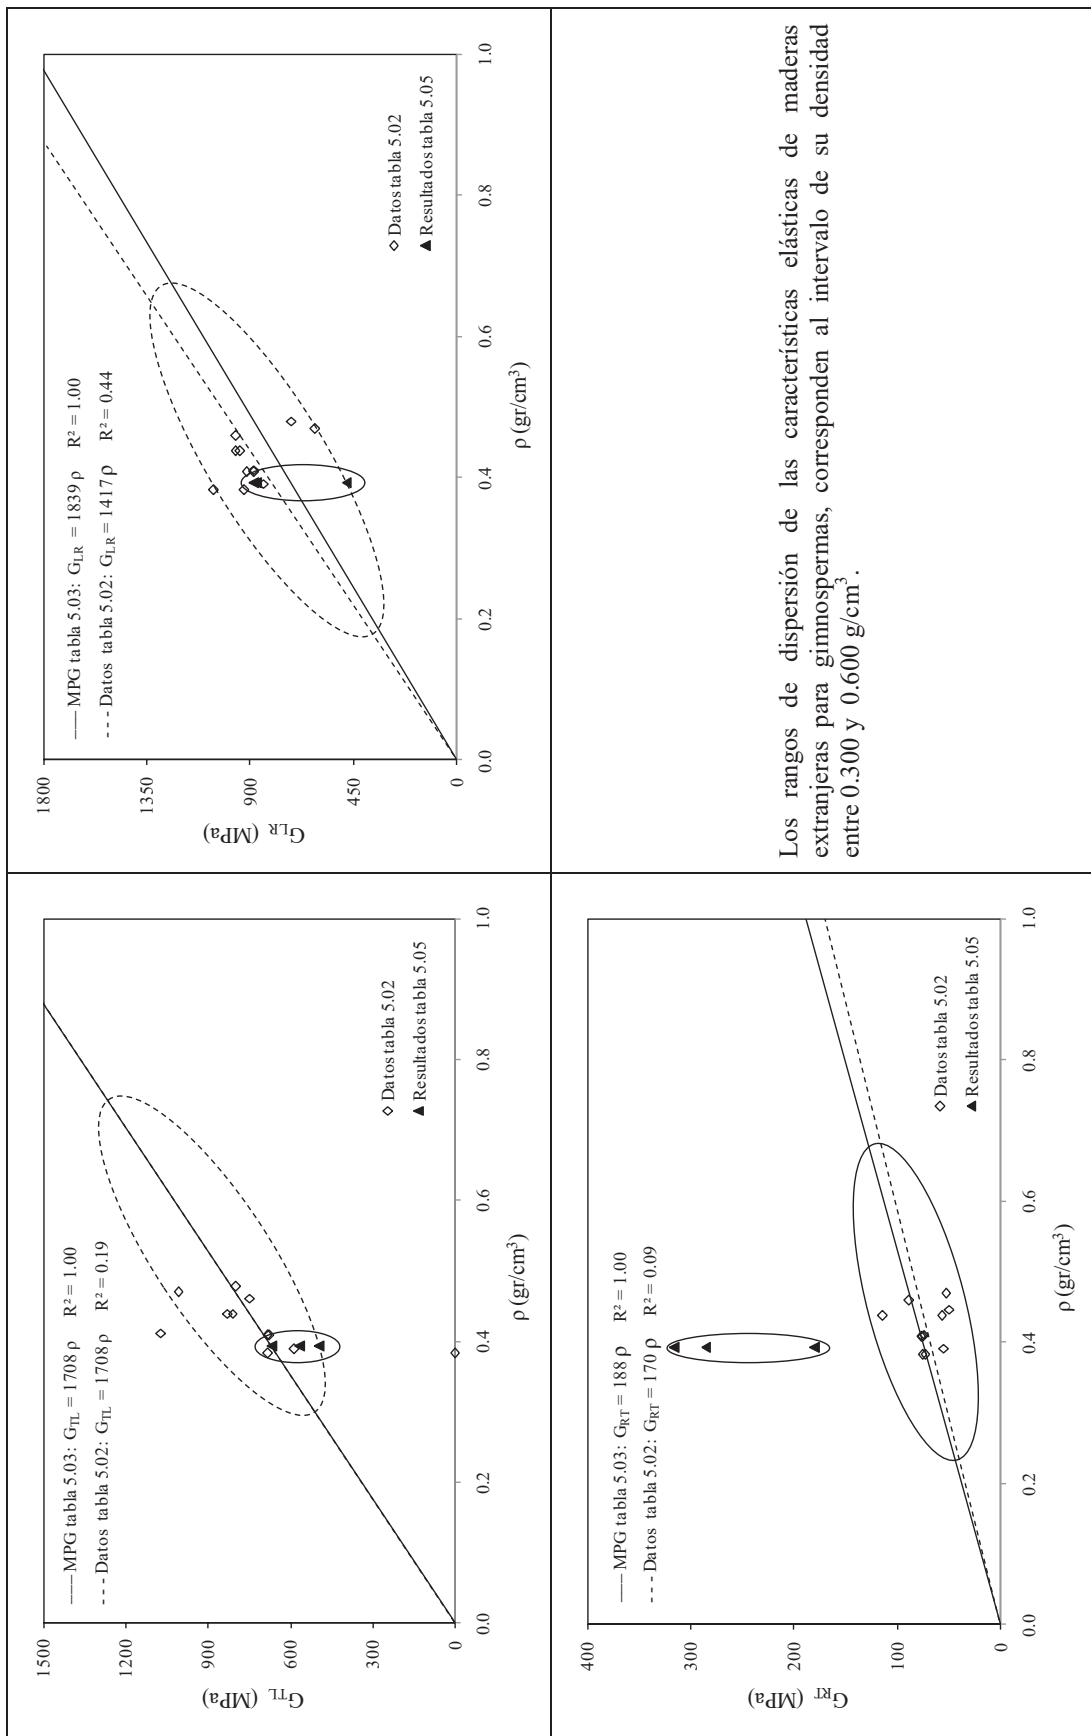 —— MPG tabla 5.03: G_TL = 1708 ρ R² = 1.00
- - - Datos tabla 5.02: G_TL = 1708 ρ R² = 0.19
1500
1200
900
600
300
0
G_TL (MPa)
◇ Datos tabla 5.02
▲ Resultados tabla 5.05
0.0 0.2 0.4 0.6 0.8 1.0
ρ (gr/cm³)
—— MPG tabla 5.03: G_LR = 1839 ρ R² = 1.00
- - - Datos tabla 5.02: G_LR = 1417 ρ R² = 0.44
1800
1350
900
450
0
G_LR (MPa)
◇ Datos tabla 5.02
▲ Resultados tabla 5.05
0.0 0.2 0.4 0.6 0.8 1.0
ρ (gr/cm³)
—— MPG tabla 5.03: G_RT = 188 ρ R² = 1.00
- - - Datos tabla 5.02: G_RT = 170 ρ R² = 0.09
400
300
200
100
0
G_RT (MPa)
◇ Datos tabla 5.02
▲ Resultados tabla 5.05
0.0 0.2 0.4 0.6 0.8 1.0
ρ (gr/cm³)
Los rangos de dispersión de las características elásticas de maderas
extranjeras para gimnospermas, corresponden al intervalo de su densidad
entre 0.300 y 0.600 g/cm³.